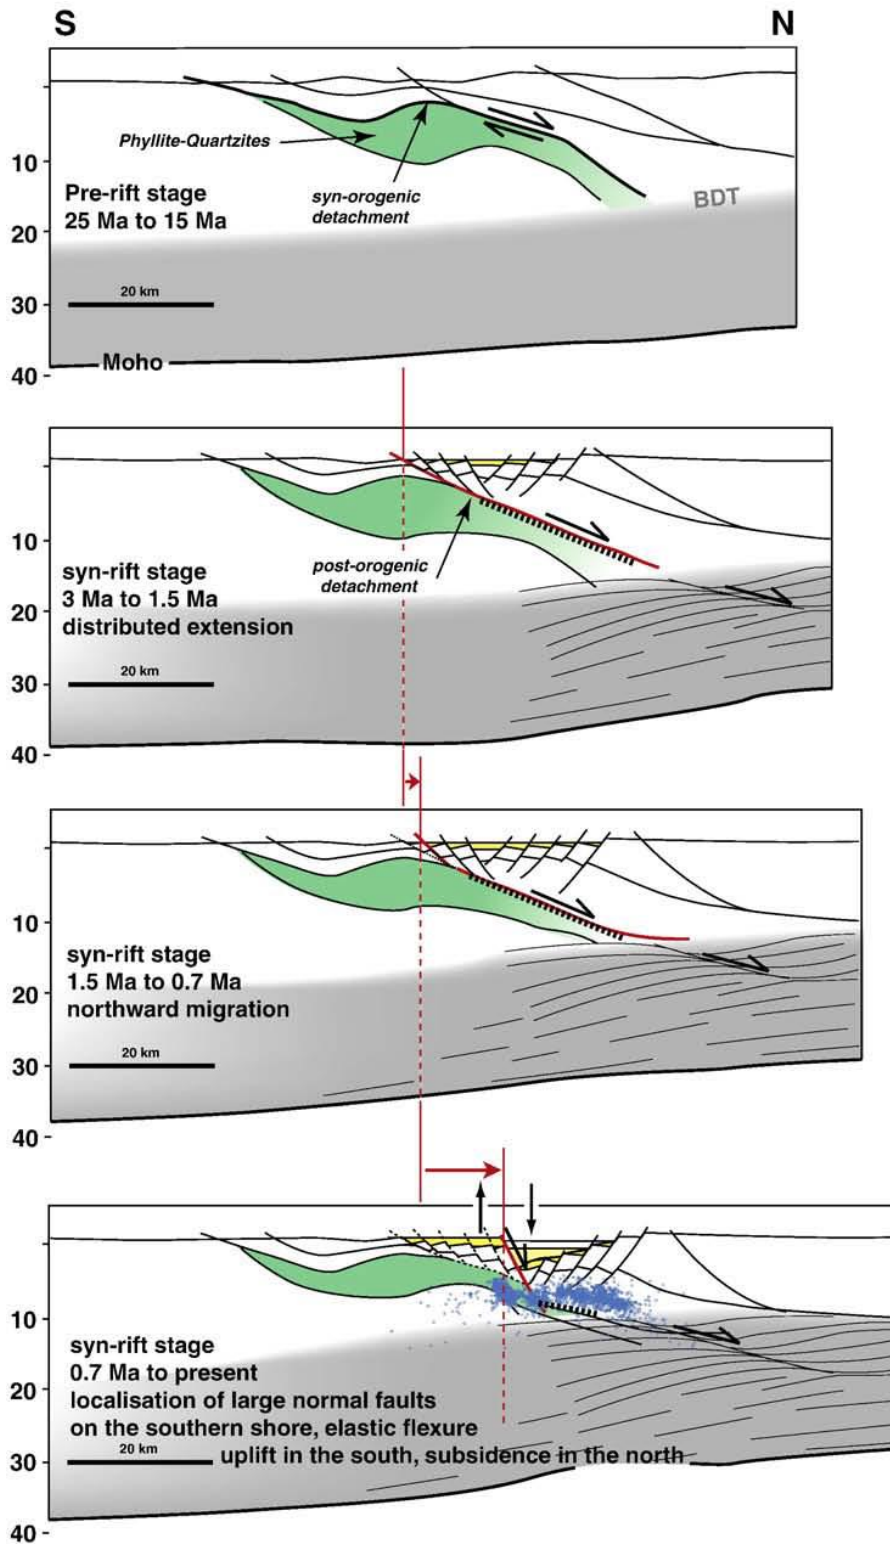 S
N
10 -
20 -
30 -
40 -
Phyllite-Quartzites
syn-orogenic
detachment
Pre-rift stage
25 Ma to 15 Ma
BDT
20 km
Moho
10 -
20 -
30 -
40 -
post-orogenic
detachment
syn-rift stage
3 Ma to 1.5 Ma
distributed extension
20 km
10 -
20 -
30 -
40 -
syn-rift stage
1.5 Ma to 0.7 Ma
northward migration
20 km
10 -
20 -
30 -
40 -
syn-rift stage
0.7 Ma to present
localisation of large normal faults
on the southern shore, elastic flexure
20 km
uplift in the south, subsidence in the north